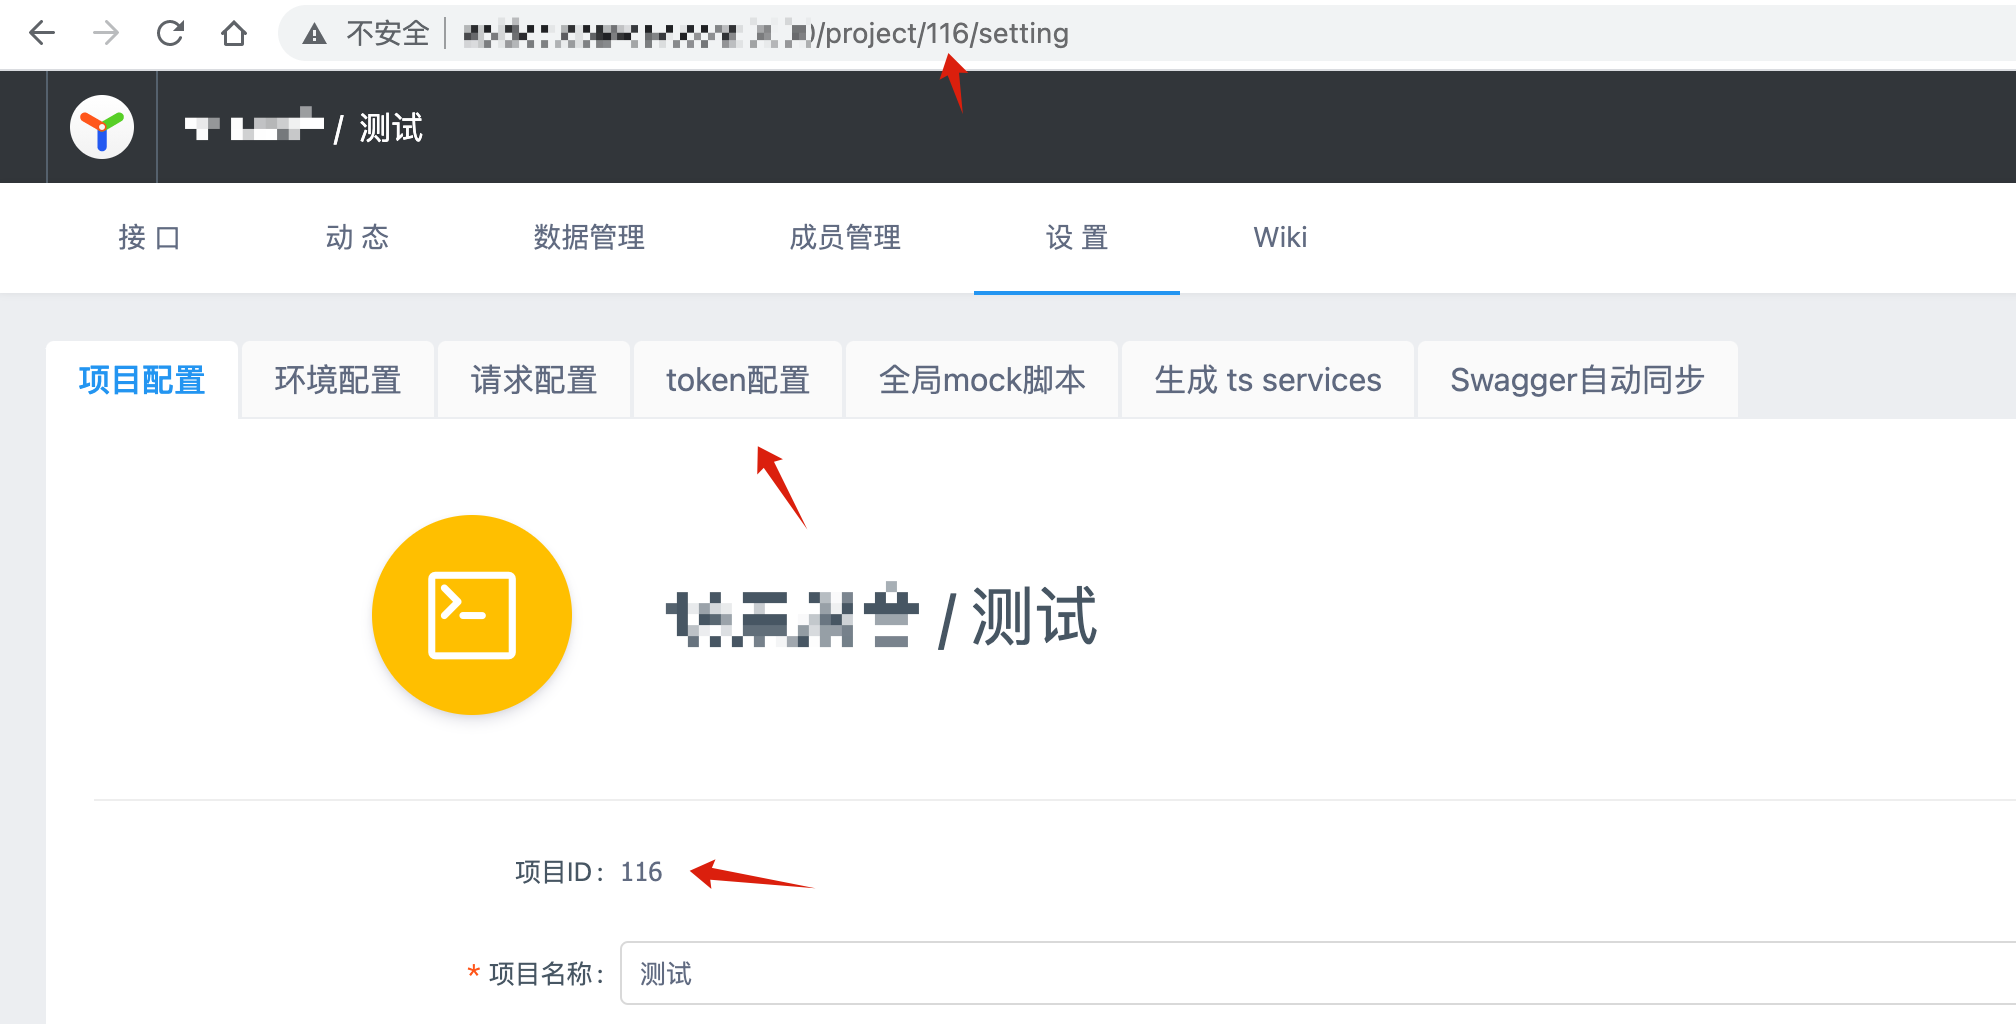 不安全 /project/116/setting
/ 测试
接 口 动 态 数据管理 成员管理 设 置 Wiki
项目配置 环境配置 请求配置 token配置 全局mock脚本 生成 ts services Swagger自动同步
/ 测试
项目ID： 116
* 项目名称： 测试